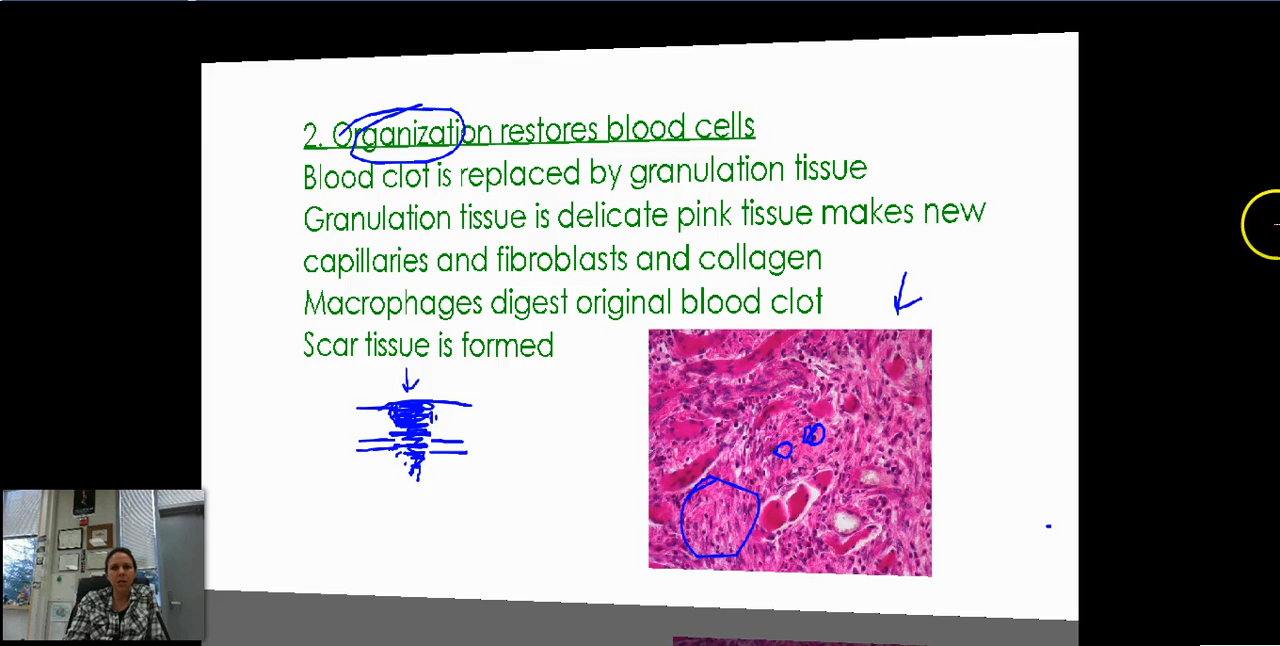 2. Organization restores blood cells
Blood clot is replaced by granulation tissue
Granulation tissue is delicate pink tissue makes new
capillaries and fibroblasts and collagen
Macrophages digest original blood clot
Scar tissue is formed